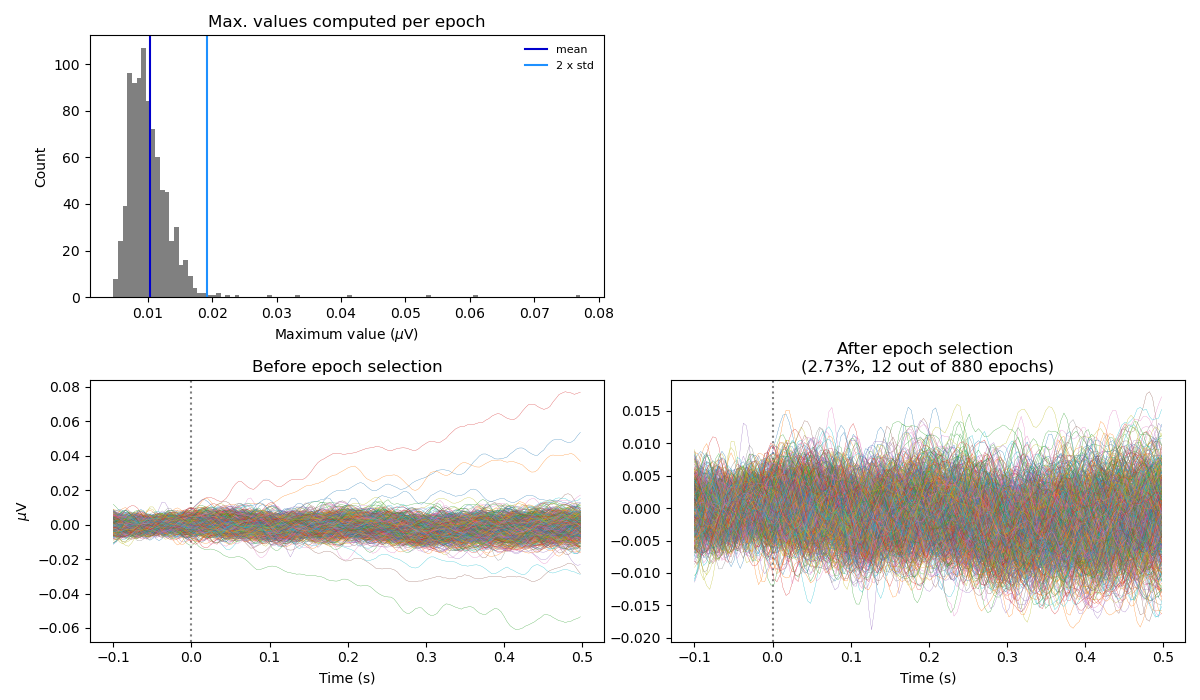 Max. values computed per epoch
mean
2 x std
Count
100
80
60
40
20
0
0.01 0.02 0.03 0.04 0.05 0.06 0.07 0.08
Maximum value (μV)
Before epoch selection
μV
0.08
0.06
0.04
0.02
0.00
−0.02
−0.04
−0.06
−0.1 0.0 0.1 0.2 0.3 0.4 0.5
Time (s)
After epoch selection
(2.73%, 12 out of 880 epochs)
0.015
0.010
0.005
0.000
−0.005
−0.010
−0.015
−0.020
−0.1 0.0 0.1 0.2 0.3 0.4 0.5
Time (s)